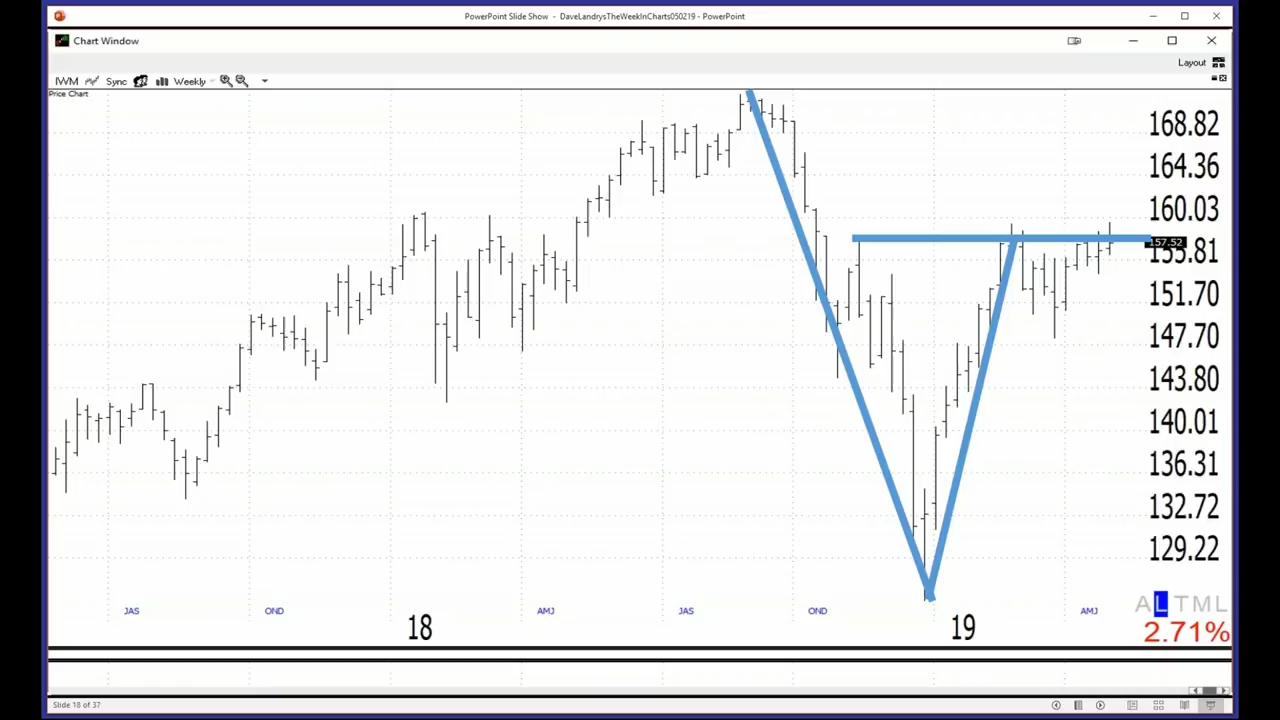 PowerPoint Slide Show - DaveLandrysTheWeekInCharts050219 - PowerPoint
Chart Window
Layout
IWM Sync Weekly
Price Chart
168.82
164.36
160.03
157.52
155.81
151.70
147.70
143.80
140.01
136.31
132.72
129.22
JAS OND AMJ JAS OND AMJ
18 19
A L T M L
2.71%
Slide 18 of 37